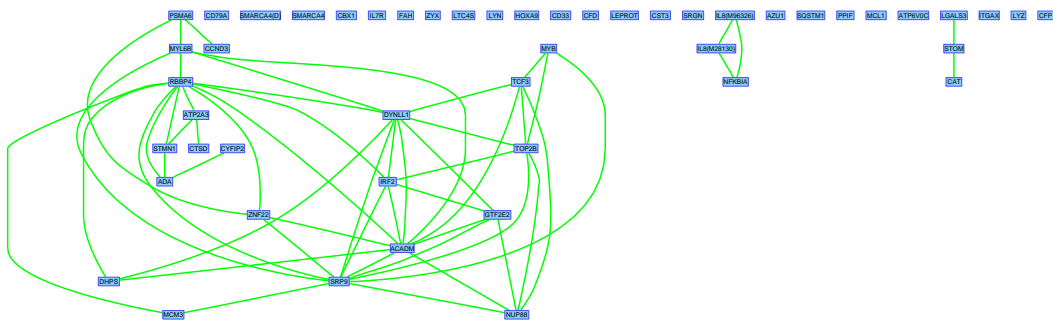 PSMA6 CD79A SMARCA4(D) SMARCA4 CBX1 IL7R FAH ZYX LTC4S LYN HOXA9 CD33 CFD LEPROT CST3 SRGN IL8(M96326) AZU1 SQSTM1 PPIF MCL1 ATP6V0C LGALS3 ITGAX LYZ CFP
MYL6B CCND3 MYB IL8(M28130) STOM
RBBP4 TCF3 NFKBIA CAT
ATP2A3 DYNLL1
STMN1 CTSD CYFIP2 TOP2B
ADA IRF2
ZNF22 GTF2E2
ACADM
DHPS SRP9
MCM3 NUP88